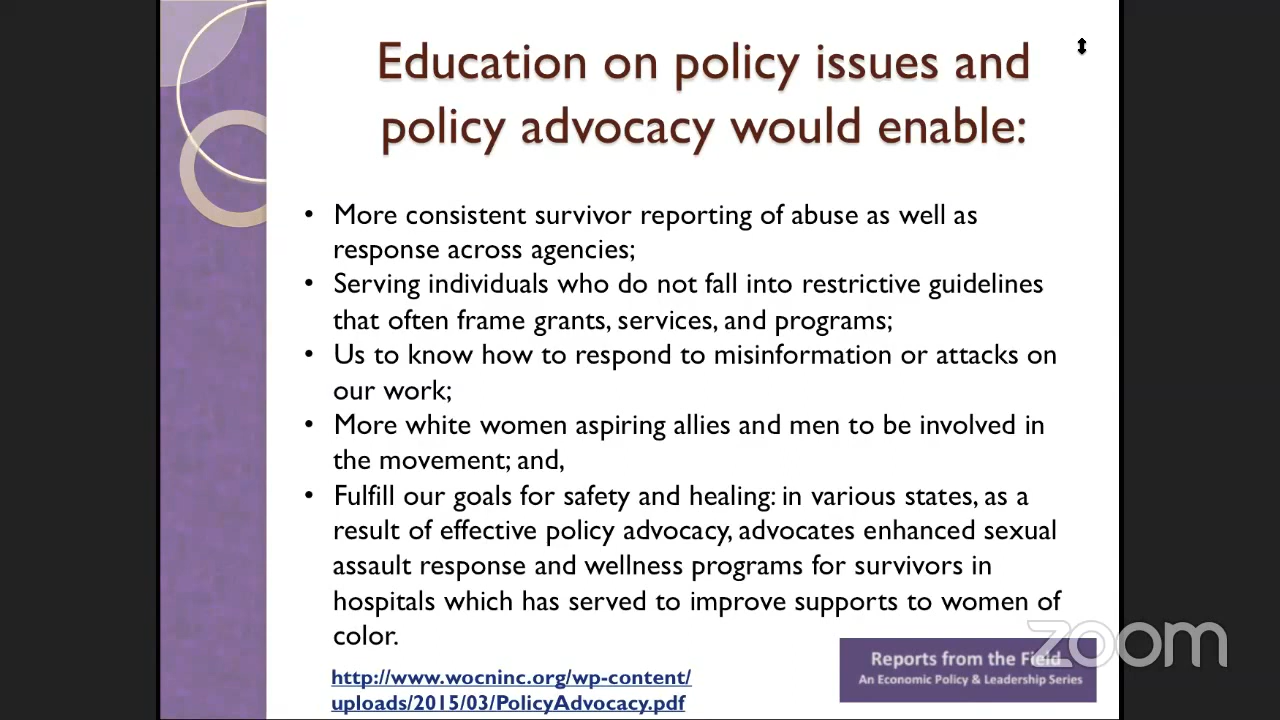 Education on policy issues and
policy advocacy would enable:
• More consistent survivor reporting of abuse as well as
response across agencies;
• Serving individuals who do not fall into restrictive guidelines
that often frame grants, services, and programs;
• Us to know how to respond to misinformation or attacks on
our work;
• More white women aspiring allies and men to be involved in
the movement; and,
• Fulfill our goals for safety and healing: in various states, as a
result of effective policy advocacy, advocates enhanced sexual
assault response and wellness programs for survivors in
hospitals which has served to improve supports to women of
color.
http://www.wocninc.org/wp-content/
uploads/2015/03/PolicyAdvocacy.pdf
Reports from the Field
An Economic Policy & Leadership Series
zoom